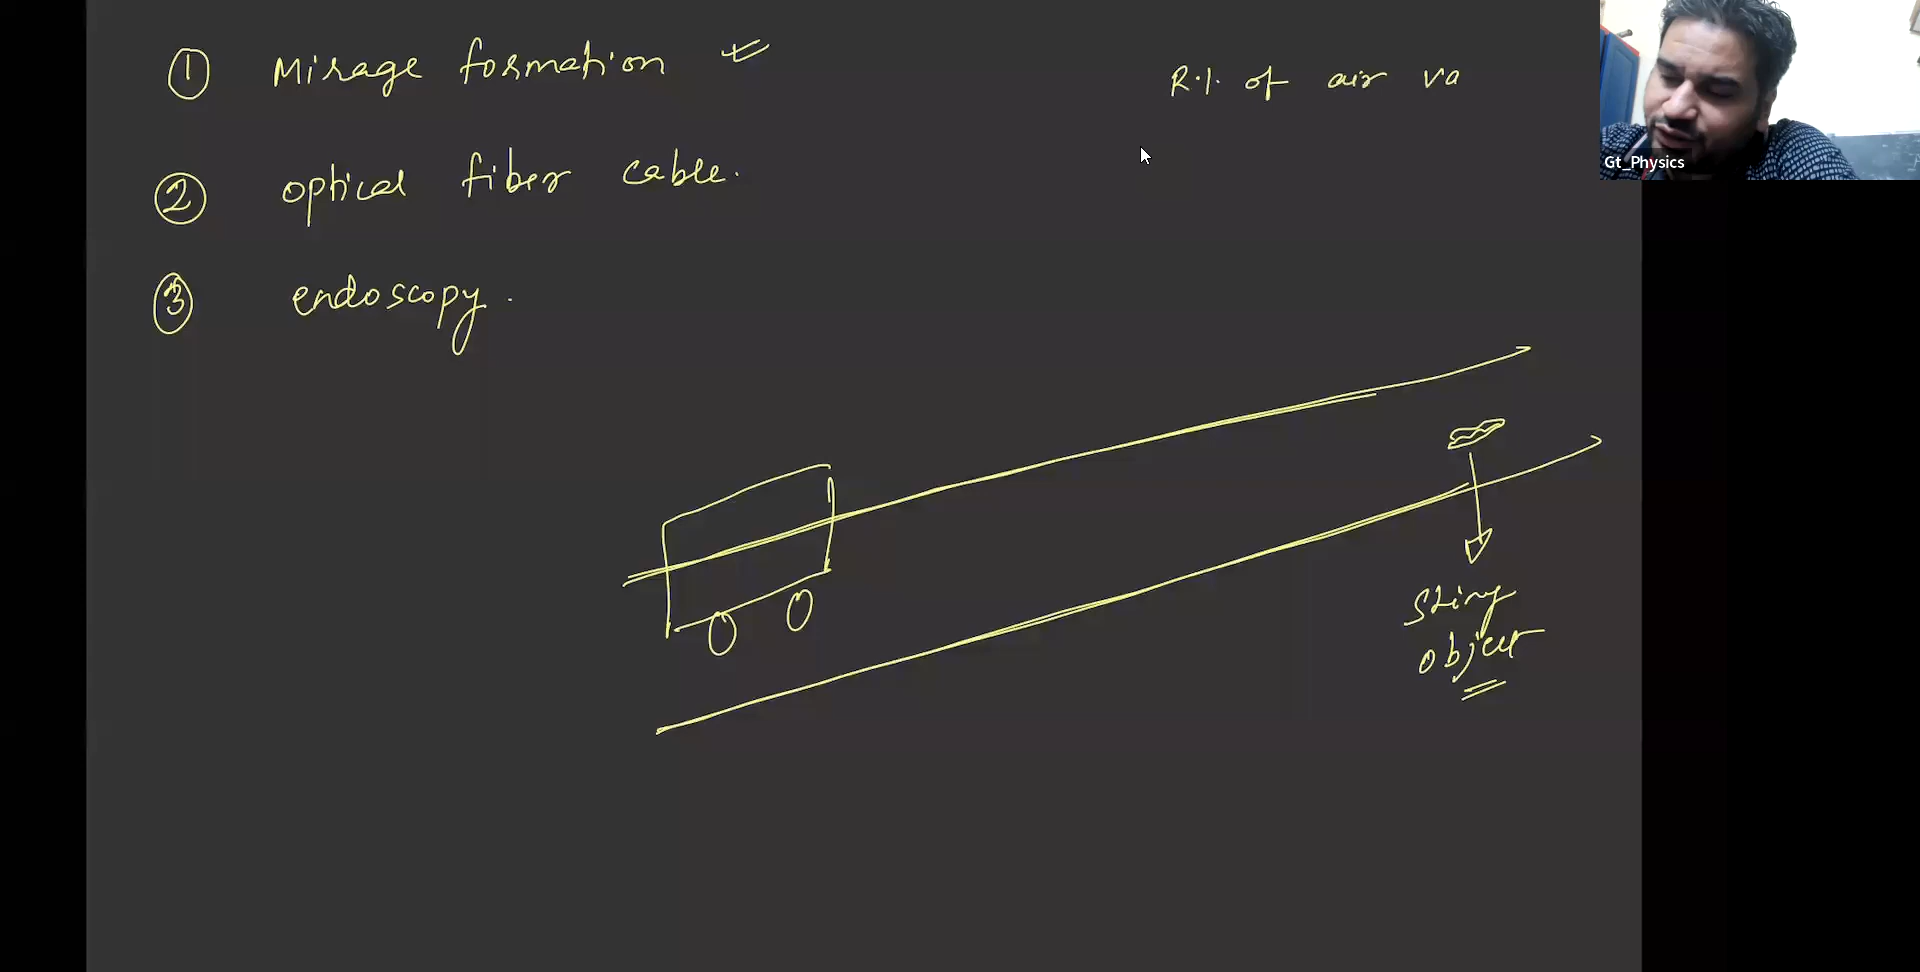 ① Mirage formation
R.I. of air va
Gt_Physics
② optical fiber cable.
③ endoscopy.
Shiny
object